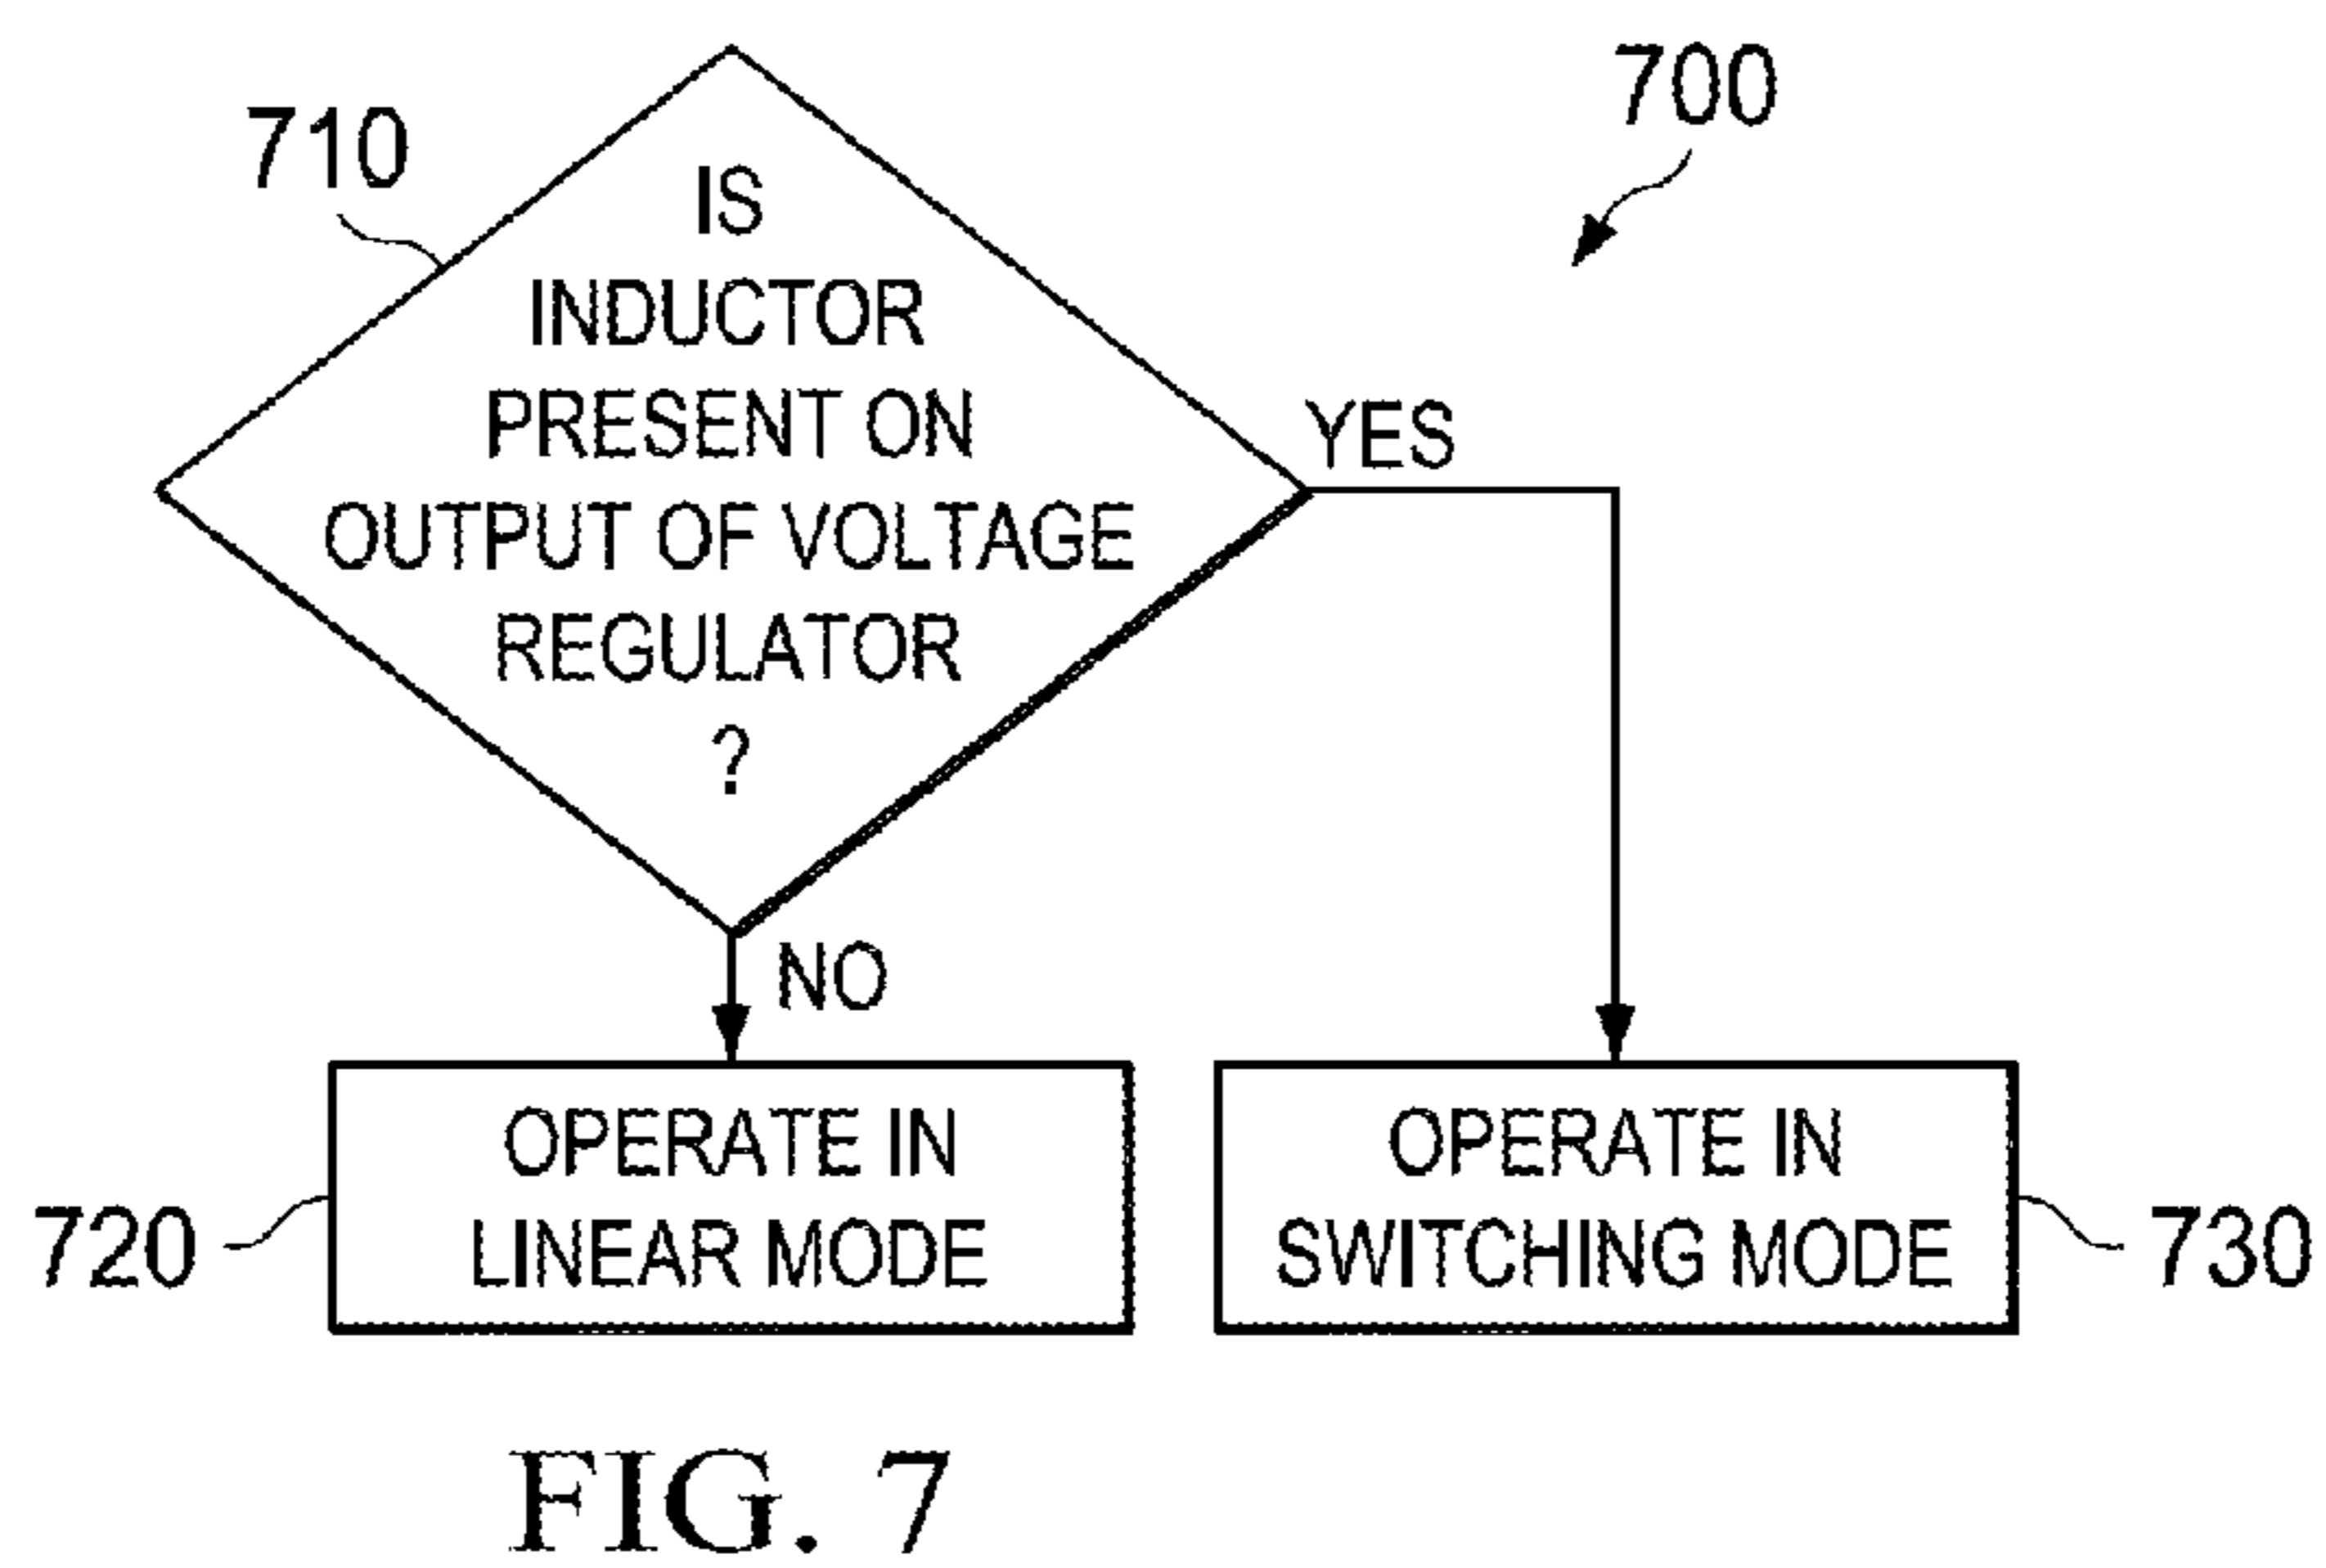 700
710
IS
INDUCTOR
PRESENT ON
OUTPUT OF VOLTAGE
REGULATOR
?
YES
NO
OPERATE IN
LINEAR MODE
720
OPERATE IN
SWITCHING MODE
730
FIG. 7